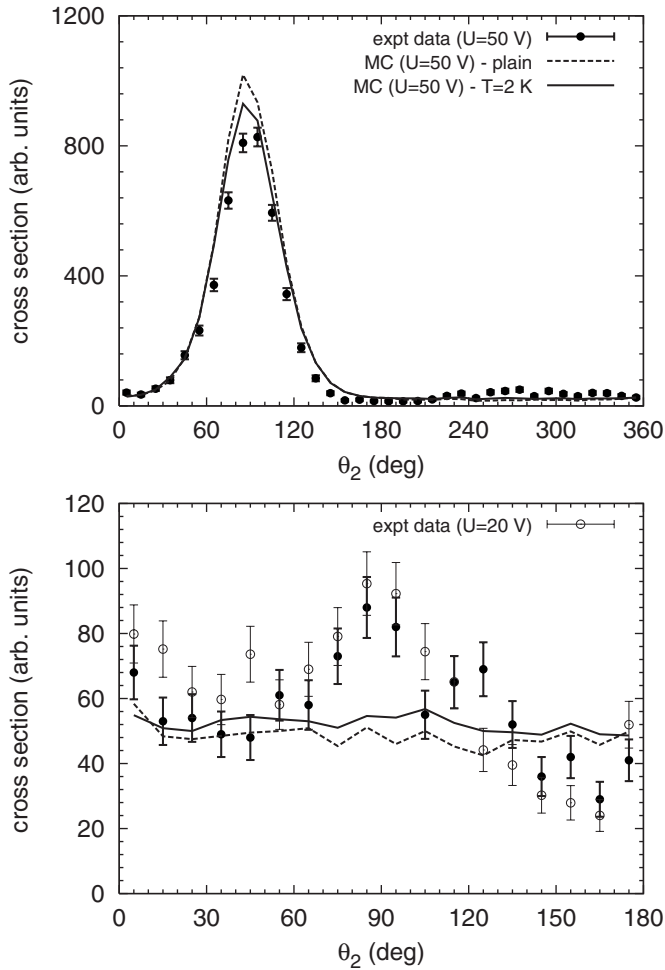 1200
800
400
0
cross section (arb. units)
expt data (U=50 V)
MC (U=50 V) - plain
MC (U=50 V) - T=2 K
0 60 120 180 240 300 360
θ2 (deg)
120
100
80
60
40
20
0
cross section (arb. units)
expt data (U=20 V)
0 30 60 90 120 150 180
θ2 (deg)